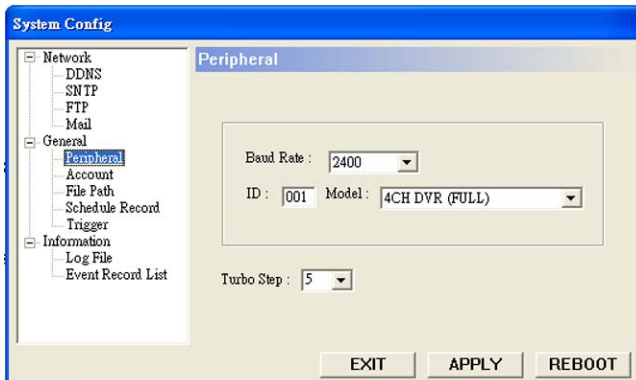 System Config
Network
DDNS
SNTP
FTP
Mail
General
Peripheral
Account
File Path
Schedule Record
Trigger
Information
Log File
Event Record List
Peripheral
Baud Rate : 2400
ID : 001 Model : 4CH DVR (FULL)
Turbo Step : 5
EXIT APPLY REBOOT